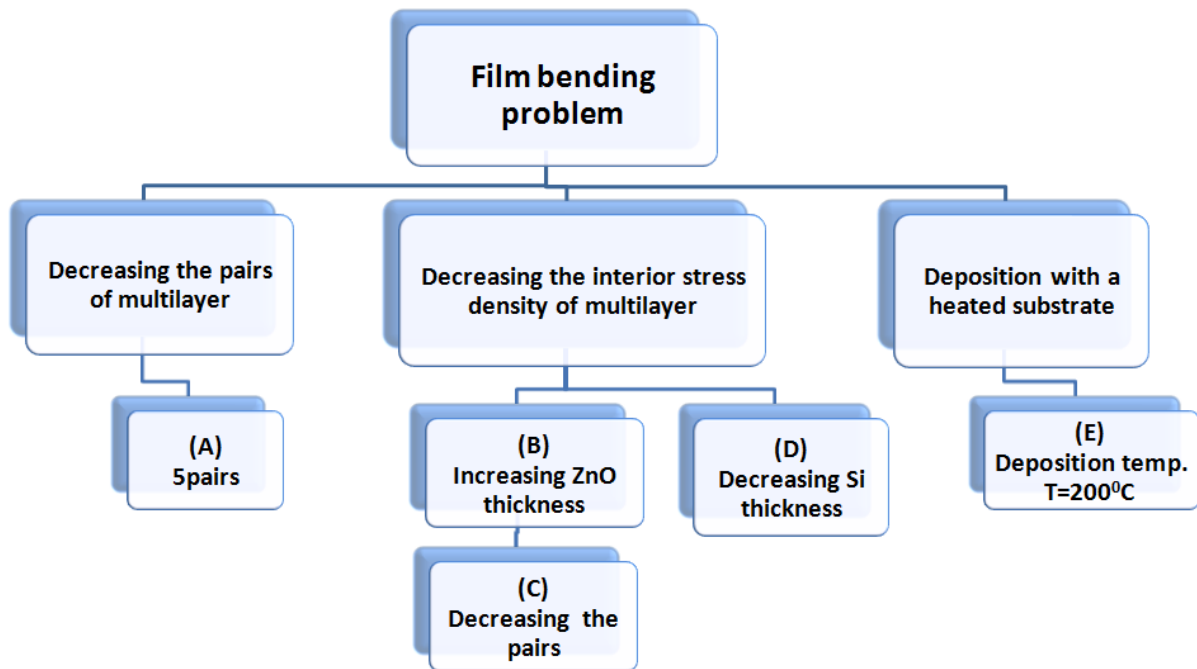 Film bending
problem
Decreasing the pairs
of multilayer
Decreasing the interior stress
density of multilayer
Deposition with a
heated substrate
(A)
5pairs
(B)
Increasing ZnO
thickness
(D)
Decreasing Si
thickness
(E)
Deposition temp.
T=200⁰C
(C)
Decreasing the
pairs